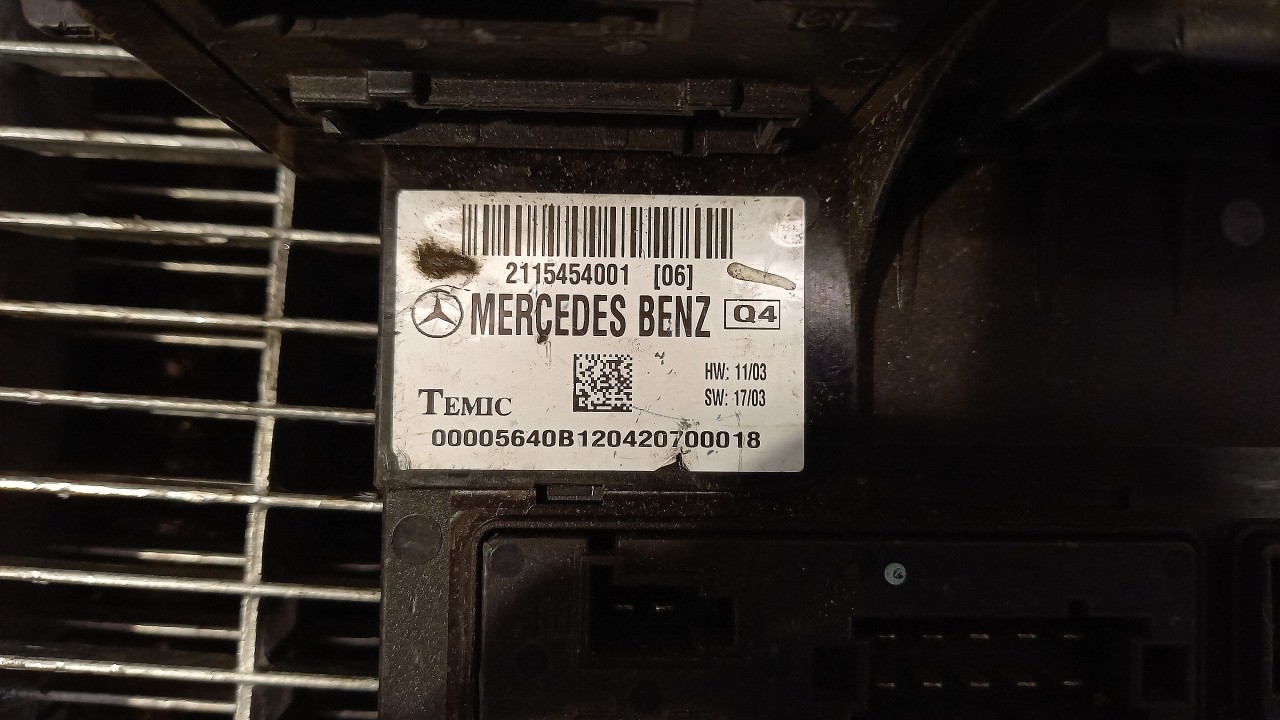 2115454001 [06]
MERCEDES BENZ Q4
HW: 11/03
SW: 17/03
TEMIC
00005640B120420700018